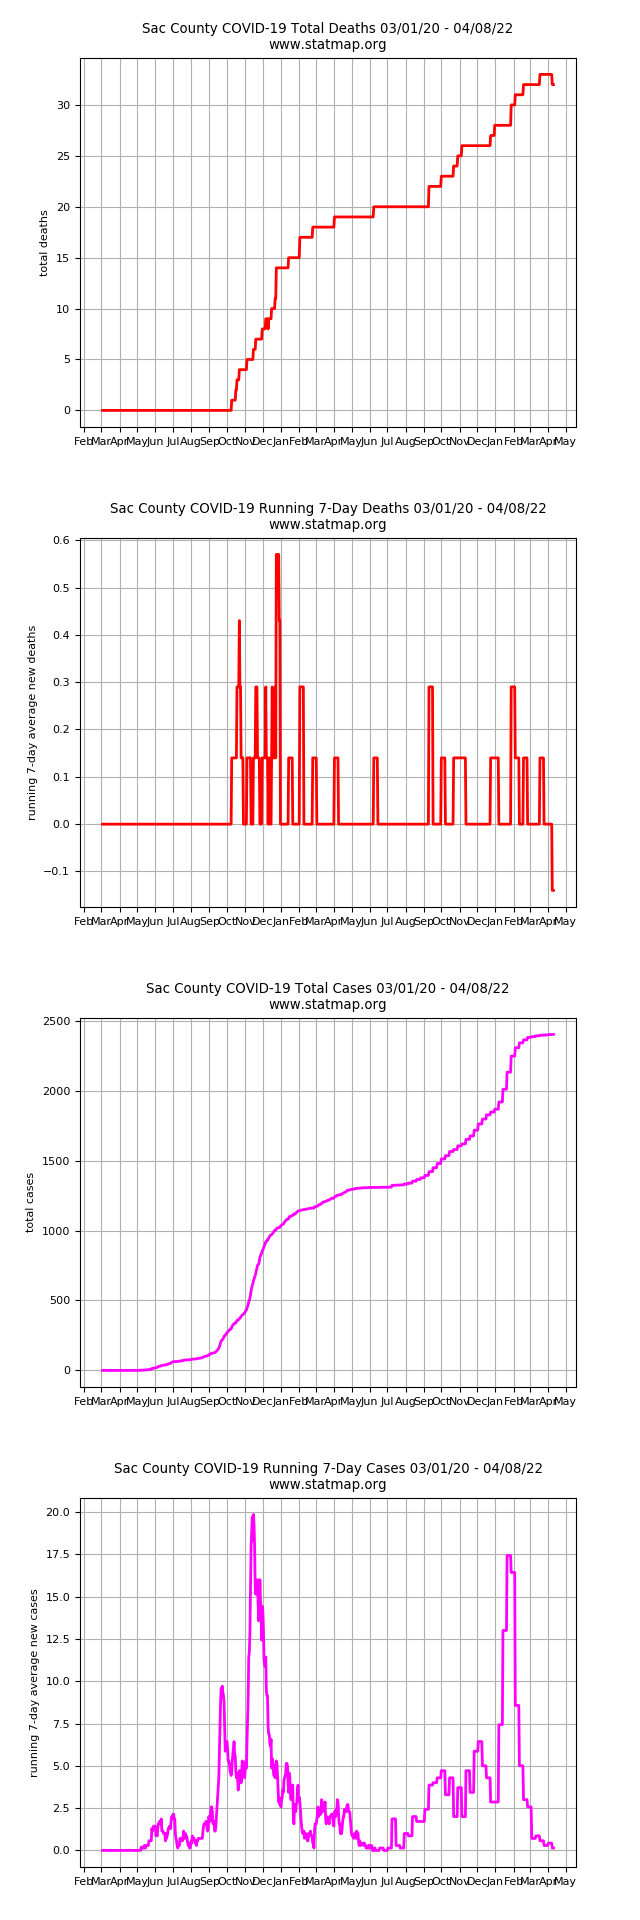 Sac County COVID-19 Total Deaths 03/01/20 - 04/08/22
www.statmap.org
30
25
20
15
10
5
0
total deaths
Feb Mar Apr May Jun Jul Aug Sep Oct Nov Dec Jan Feb Mar Apr May Jun Jul Aug Sep Oct Nov Dec Jan Feb Mar Apr May
Sac County COVID-19 Running 7-Day Deaths 03/01/20 - 04/08/22
www.statmap.org
0.6
0.5
0.4
0.3
0.2
0.1
0.0
−0.1
running 7-day average new deaths
Feb Mar Apr May Jun Jul Aug Sep Oct Nov Dec Jan Feb Mar Apr May Jun Jul Aug Sep Oct Nov Dec Jan Feb Mar Apr May
Sac County COVID-19 Total Cases 03/01/20 - 04/08/22
www.statmap.org
2500
2000
1500
1000
500
0
total cases
Feb Mar Apr May Jun Jul Aug Sep Oct Nov Dec Jan Feb Mar Apr May Jun Jul Aug Sep Oct Nov Dec Jan Feb Mar Apr May
Sac County COVID-19 Running 7-Day Cases 03/01/20 - 04/08/22
www.statmap.org
20.0
17.5
15.0
12.5
10.0
7.5
5.0
2.5
0.0
running 7-day average new cases
Feb Mar Apr May Jun Jul Aug Sep Oct Nov Dec Jan Feb Mar Apr May Jun Jul Aug Sep Oct Nov Dec Jan Feb Mar Apr May